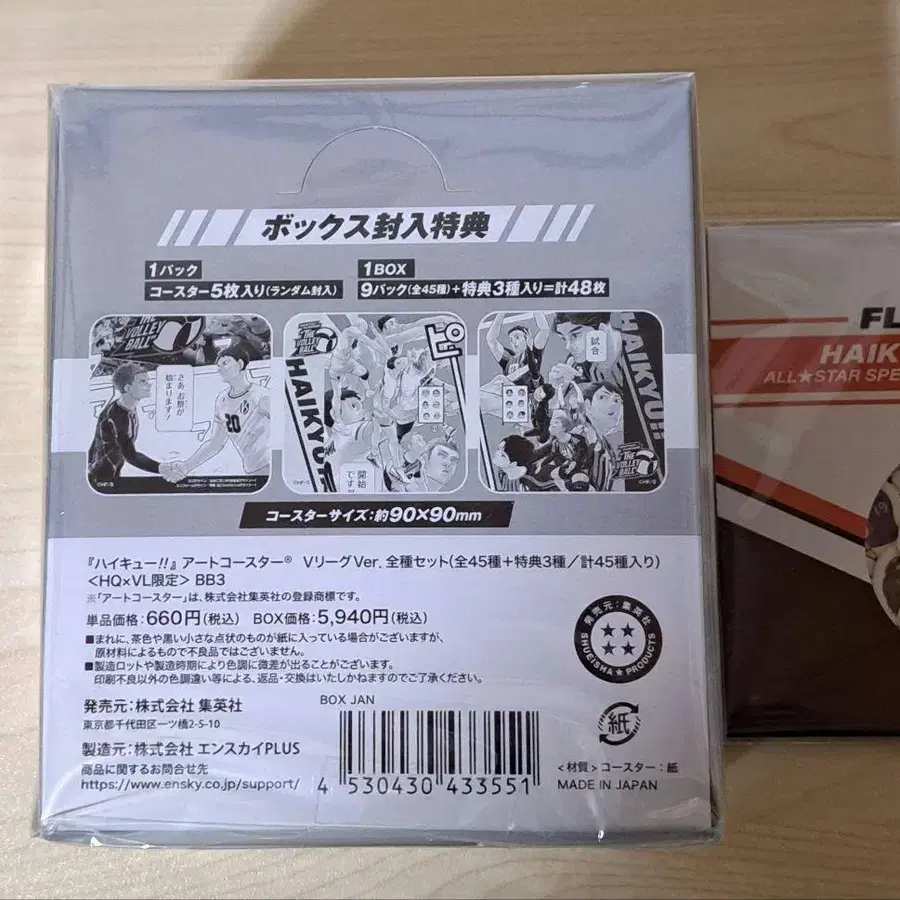 ボックス封入特典
1パック
コースター5枚入り(ランダム封入)
1BOX
9パック(全45種)+特典3種入り=計48枚
THE VOLLEY BALL
さあ、お祭が始まります!
20
THE VOLLEY BALL
HAIKYU!!
ピ
開始です!!
試合
HAIKYU!!
THE VOLLEY BALL
コースターサイズ:約90×90mm
『ハイキュー!!』アートコースター® VリーグVer. 全種セット(全45種+特典3種/計45種入り)
<HQ×VL限定> BB3
※「アートコースター」は、株式会社集英社の登録商標です。
単品価格:660円(税込) BOX価格:5,940円(税込)
■まれに、茶色や黒い小さな点状のものが紙に入っている場合がございますが、
原材料によるもので不良品ではございません。
■製造ロットや製造時期により色調に微差が出ることがございます。
印刷不良以外の色調違い等による、返品・交換はいたしかねますのでご了承ください。
発売元:集英社
SHUEISHA★PRODUCTS
発売元:株式会社 集英社
東京都千代田区一ツ橋2-5-10
製造元:株式会社 エンスカイPLUS
商品に関するお問合せ先
https://www.ensky.co.jp/support/
BOX JAN
4 530430 433551
紙
<材質>コースター:紙
MADE IN JAPAN
FL
HAIK
ALL★STAR SPE